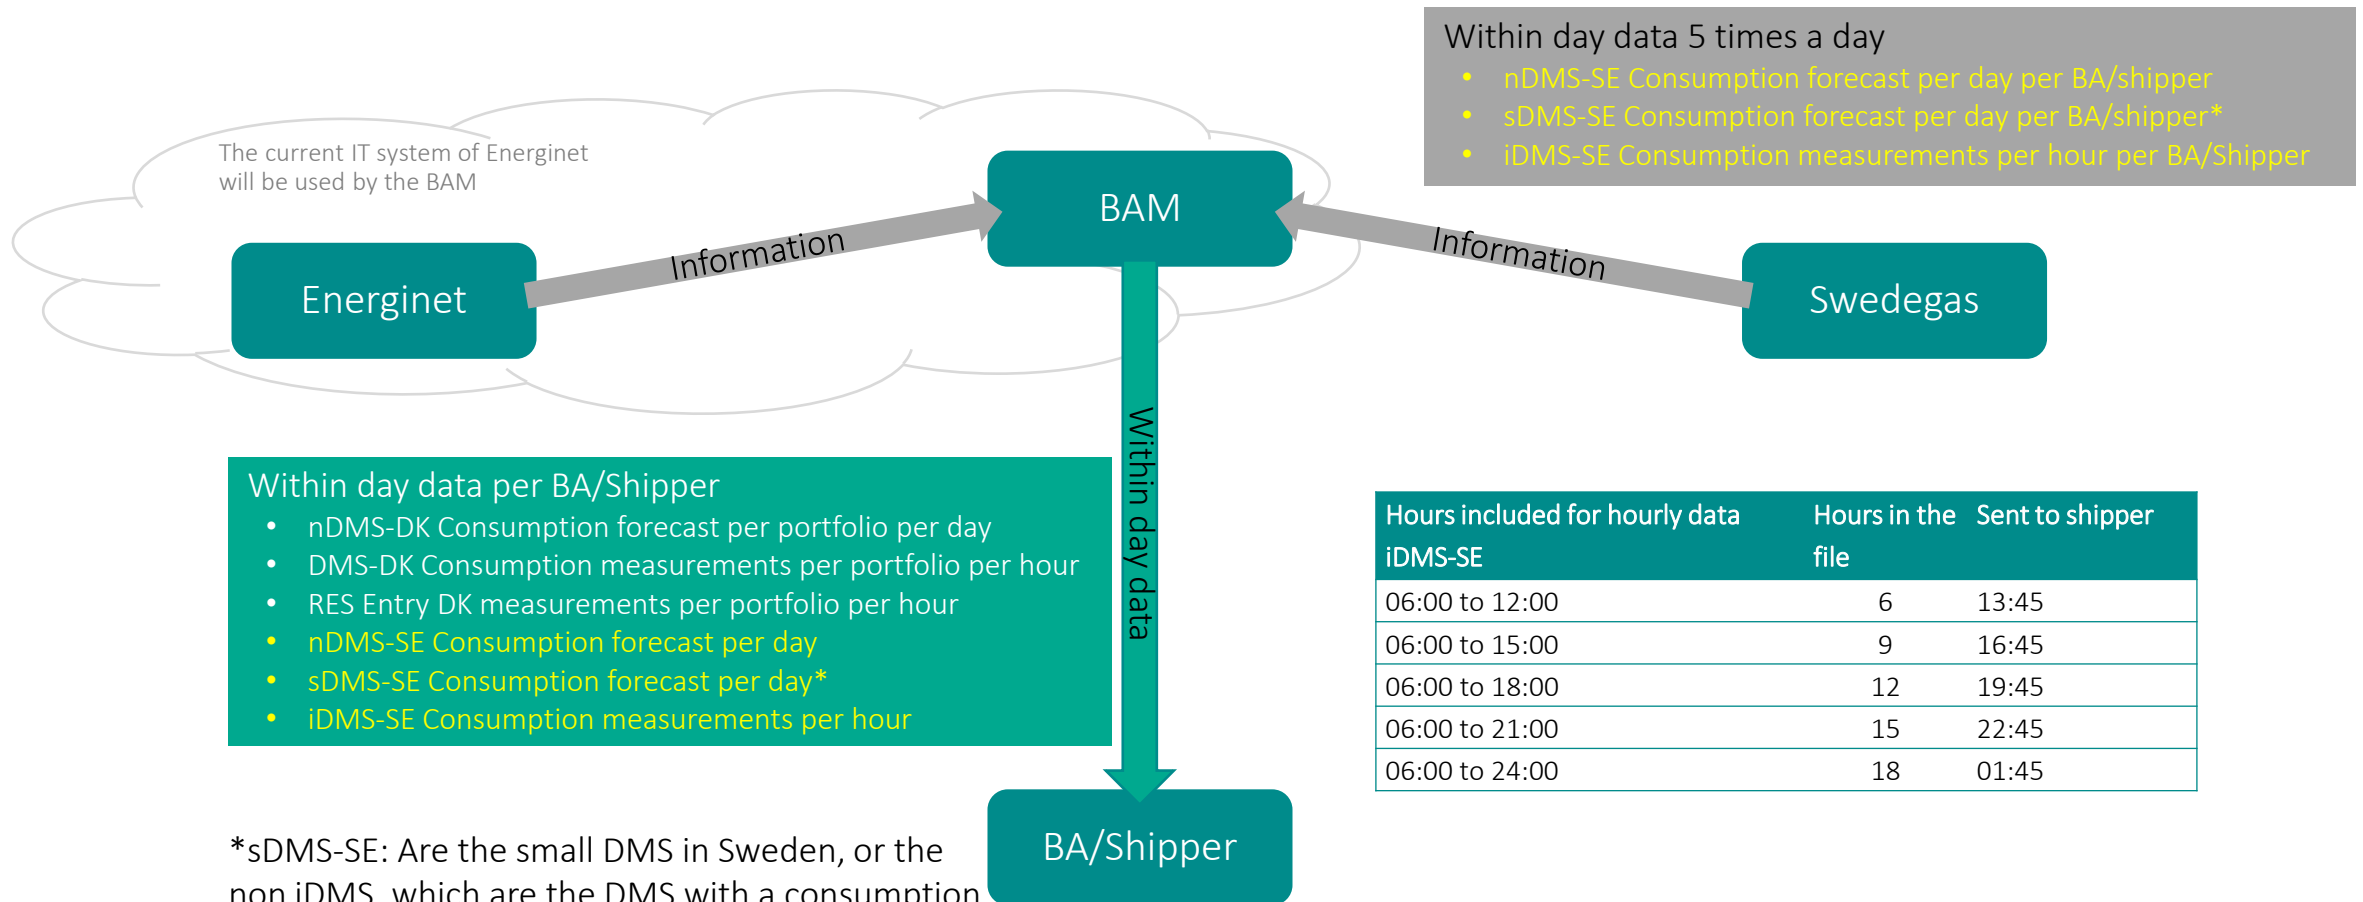 Within day data 5 times a day
• nDMS-SE Consumption forecast per day per BA/shipper
• sDMS-SE Consumption forecast per day per BA/shipper*
• iDMS-SE Consumption measurements per hour per BA/Shipper
The current IT system of Energinet
will be used by the BAM
BAM
Information
Information
Energinet
Swedegas
Within day data
Within day data per BA/Shipper
• nDMS-DK Consumption forecast per portfolio per day
• DMS-DK Consumption measurements per portfolio per hour
• RES Entry DK measurements per portfolio per hour
• nDMS-SE Consumption forecast per day
• sDMS-SE Consumption forecast per day*
• iDMS-SE Consumption measurements per hour
Hours included for hourly data Hours in the Sent to shipper
iDMS-SE file
06:00 to 12:00 6 13:45
06:00 to 15:00 9 16:45
06:00 to 18:00 12 19:45
06:00 to 21:00 15 22:45
06:00 to 24:00 18 01:45
BA/Shipper
*sDMS-SE: Are the small DMS in Sweden, or the
non iDMS, which are the DMS with a consumption